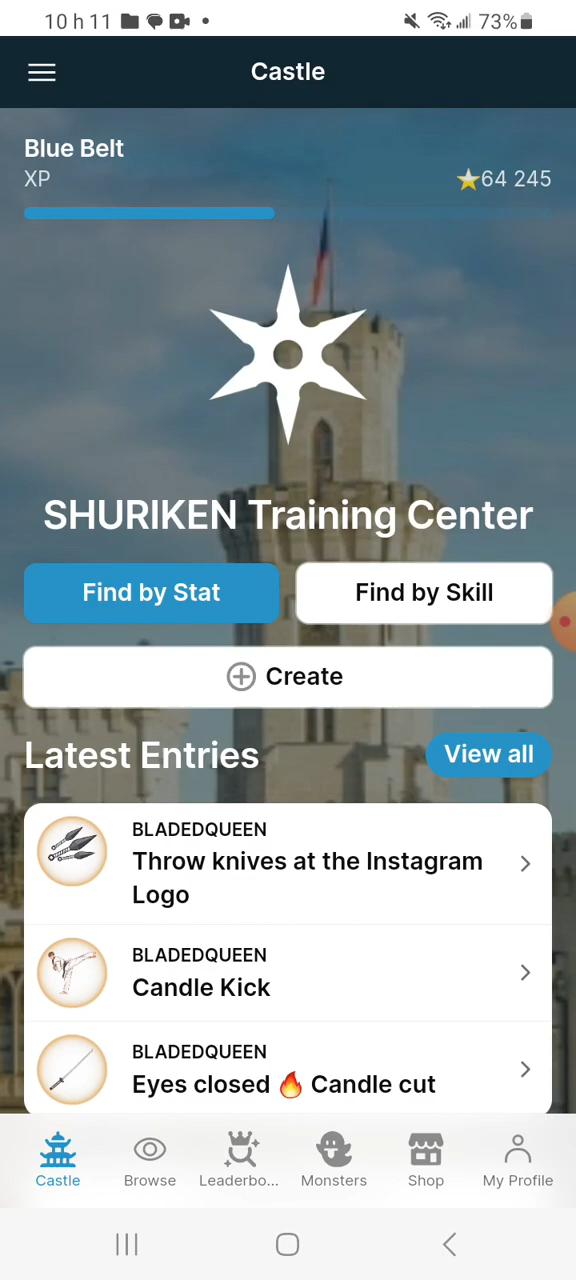 10 h 11
73%
Castle
Blue Belt
XP
64 245
SHURIKEN Training Center
Find by Stat
Find by Skill
Create
Latest Entries
View all
BLADEDQUEEN
Throw knives at the Instagram
Logo
BLADEDQUEEN
Candle Kick
BLADEDQUEEN
Eyes closed 🔥 Candle cut
Castle
Browse
Leaderbo...
Monsters
Shop
My Profile